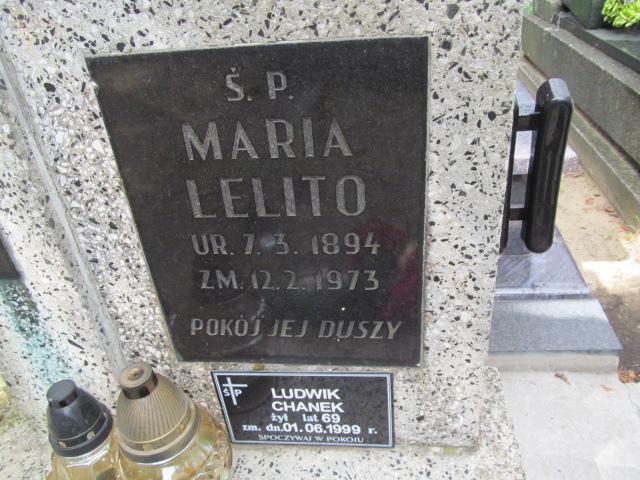 Ś. P.
MARIA
LELITO
UR. 7. 3. 1894
ZM. 12. 2. 1973
POKÓJ JEJ DUSZY
Ś P
LUDWIK
CHANEK
żył lat 69
zm. dn. 01.06.1999 r.
SPOCZYWAJ W POKOJU